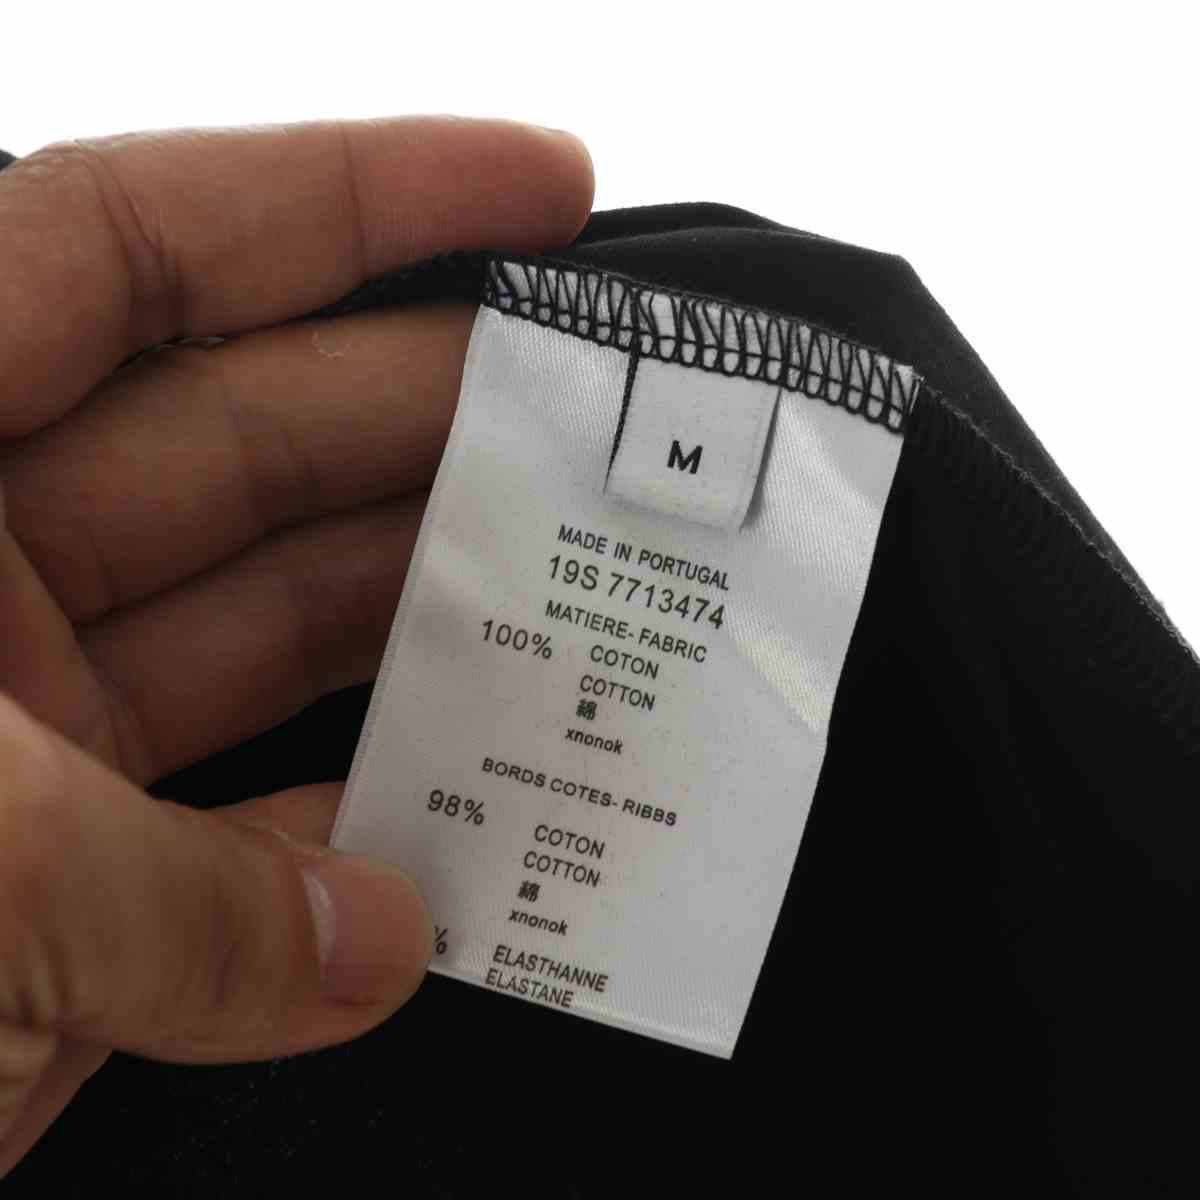 M
MADE IN PORTUGAL
19S 7713474
MATIERE- FABRIC
100% COTON
COTTON
綿
xnonok
BORDS COTES- RIBBS
98% COTON
COTTON
綿
xnonok
% ELASTHANNE
ELASTANE